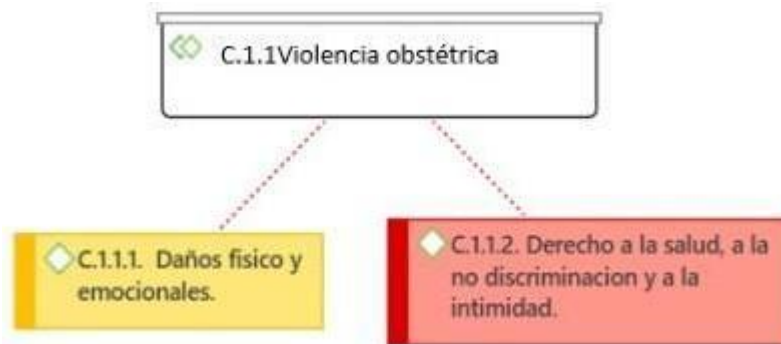 C.1.1Violencia obstétrica
C.1.1.1. Daños fisico y
emocionales.
C.1.1.2. Derecho a la salud, a la
no discriminacion y a la
intimidad.